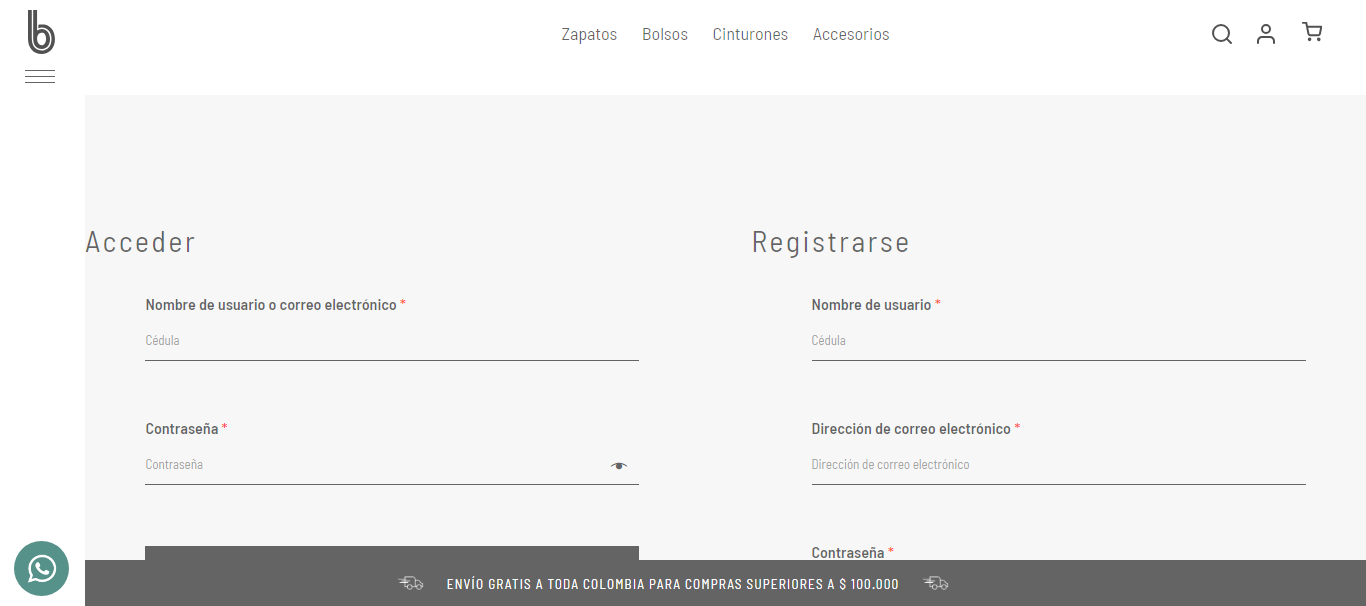 b
Zapatos Bolsos Cinturones Accesorios
Acceder
Nombre de usuario o correo electrónico *
Cédula
Contraseña *
Contraseña
Registrarse
Nombre de usuario *
Cédula
Dirección de correo electrónico *
Dirección de correo electrónico
Contraseña *
ENVÍO GRATIS A TODA COLOMBIA PARA COMPRAS SUPERIORES A $ 100.000